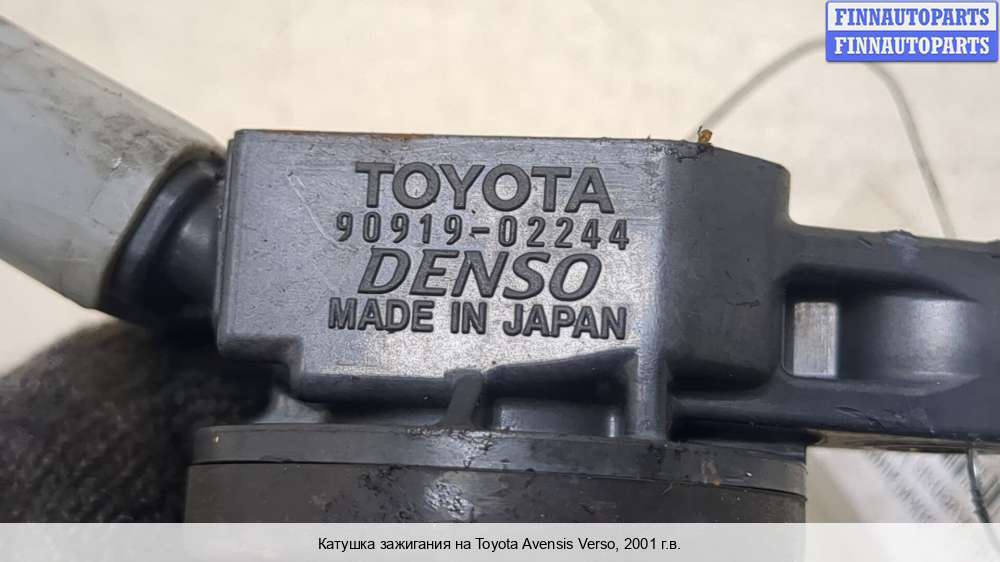 FINNAUTOPARTS
FINNAUTOPARTS
TOYOTA
90919-02244
DENSO
MADE IN JAPAN
Катушка зажигания на Toyota Avensis Verso, 2001 г.в.